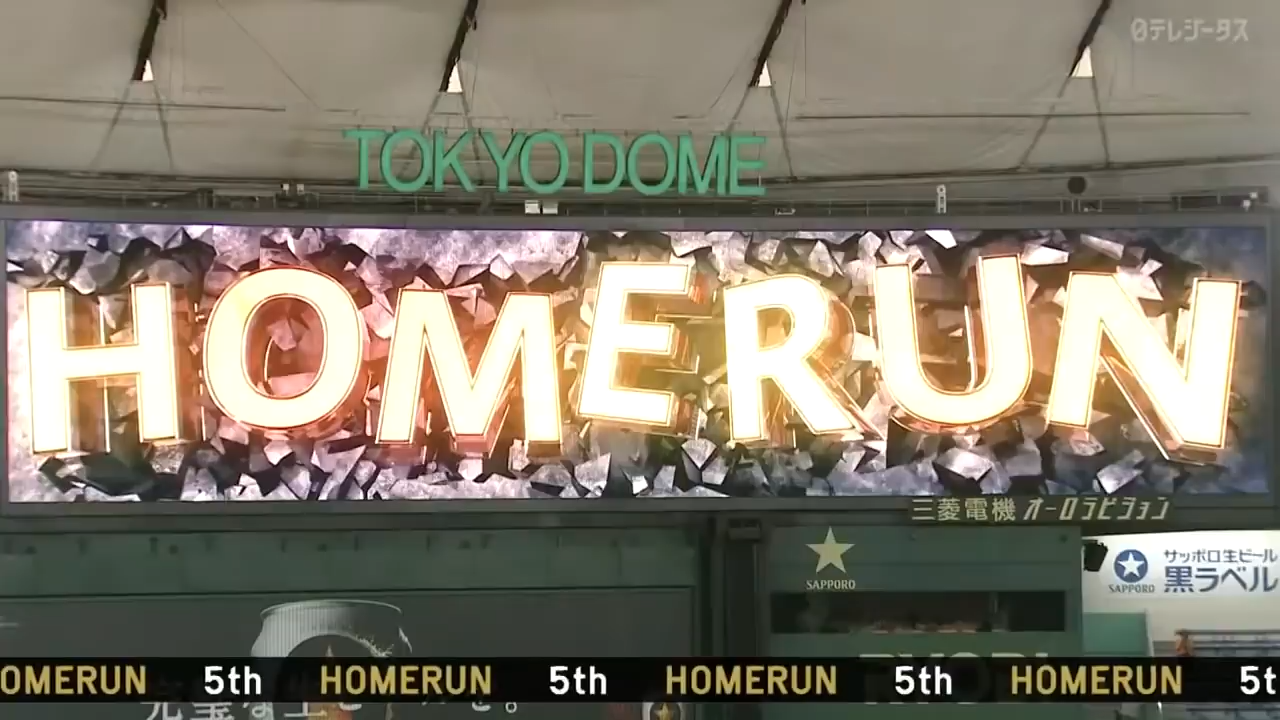 日テレジータス
TOKYO DOME
HOMERUN
三菱電機 オーロラビジョン
SAPPORO
サッポロ生ビール
黒ラベル
SAPPORO
OMERUN 5th HOMERUN 5th HOMERUN 5th HOMERUN 5t